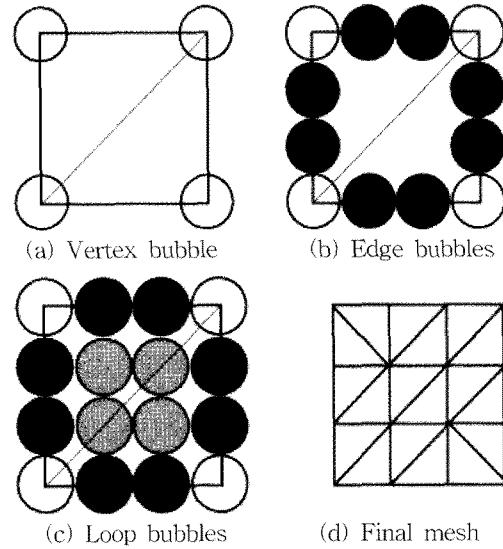 (a) Vertex bubble
(b) Edge bubbles
(c) Loop bubbles
(d) Final mesh